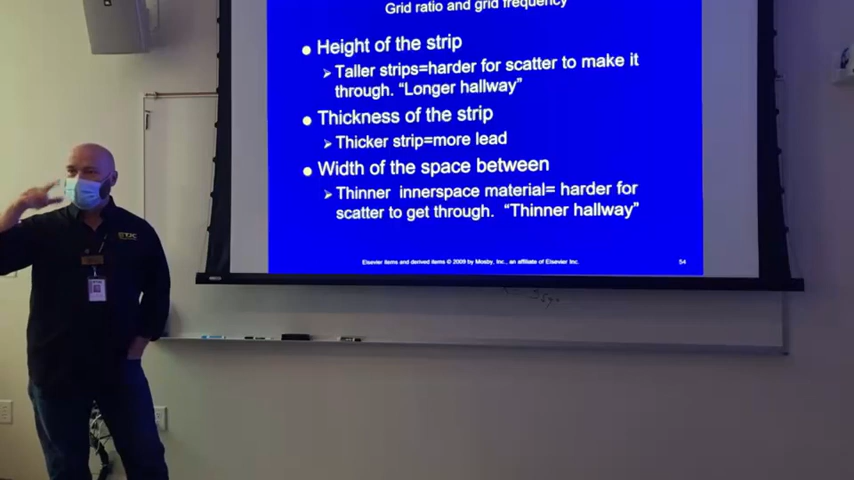 Grid ratio and grid frequency
Height of the strip
Taller strips=harder for scatter to make it
through. “Longer hallway”
Thickness of the strip
Thicker strip=more lead
Width of the space between
Thinner innerspace material= harder for
scatter to get through. “Thinner hallway”
Elsevier items and derived items © 2009 by Mosby, Inc., an affiliate of Elsevier Inc.
54